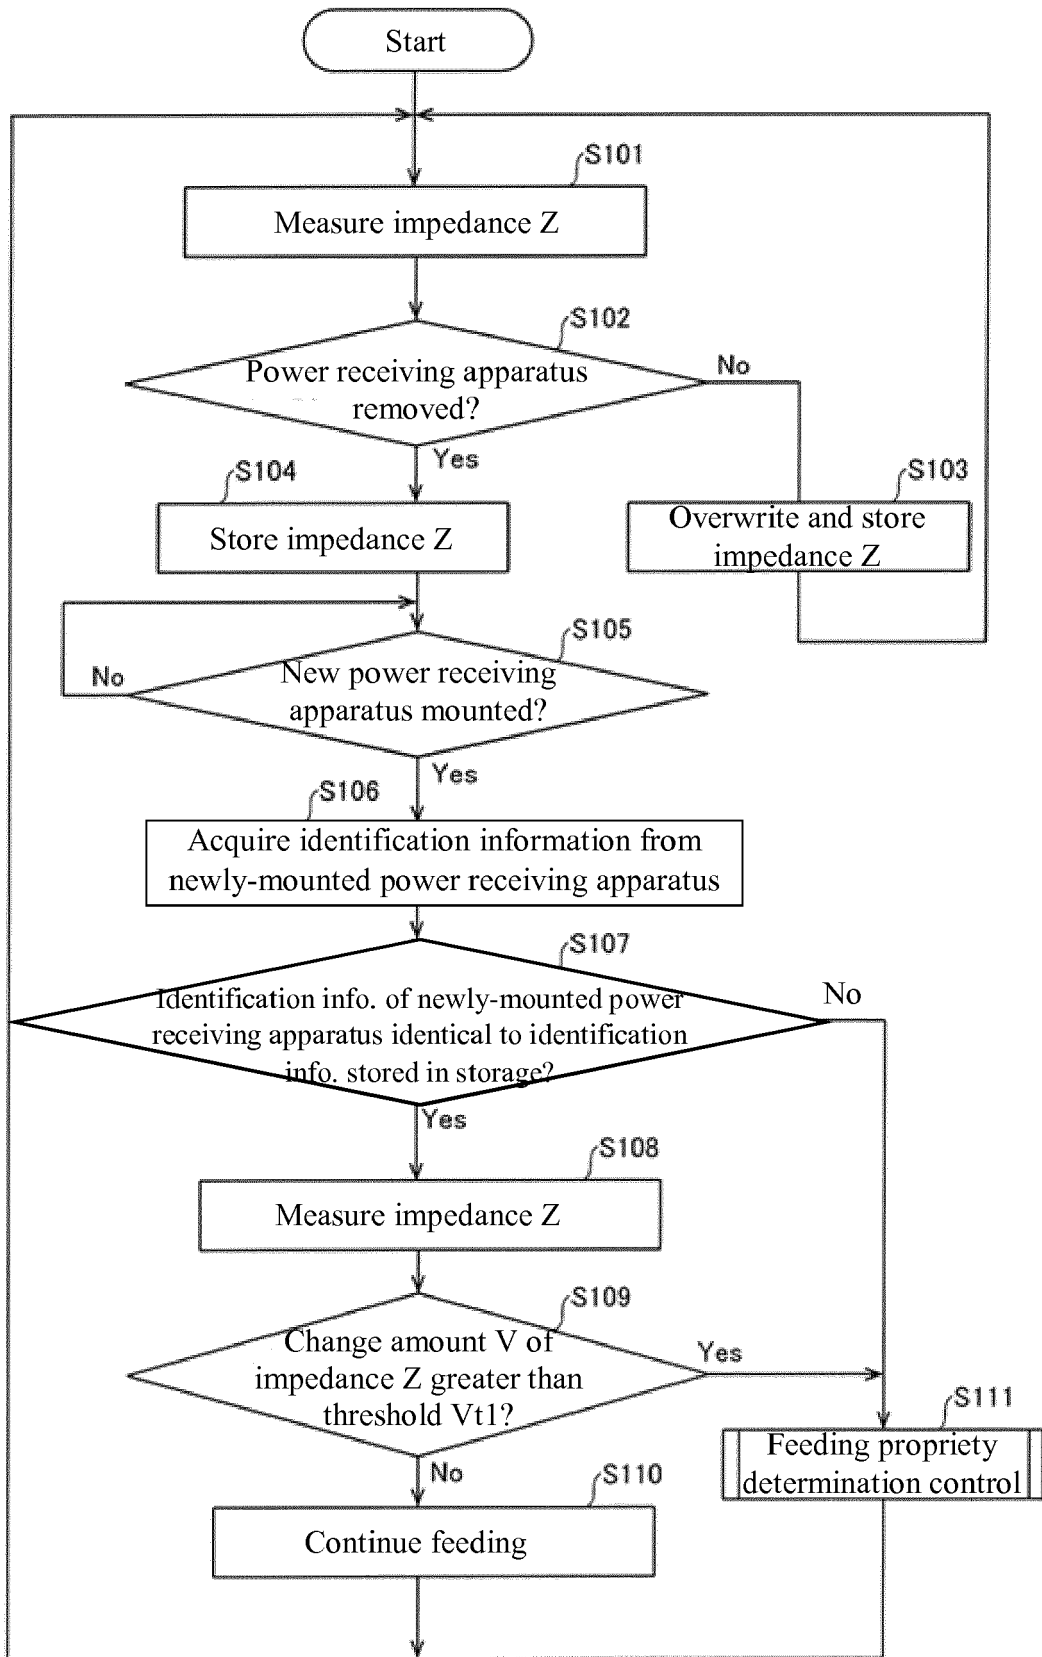 Start
S101
Measure impedance Z
S102
Power receiving apparatus
removed?
No
Yes
S104
Store impedance Z
S103
Overwrite and store
impedance Z
S105
New power receiving
apparatus mounted?
No
Yes
S106
Acquire identification information from
newly-mounted power receiving apparatus
S107
Identification info. of newly-mounted power
receiving apparatus identical to identification
info. stored in storage?
No
Yes
S108
Measure impedance Z
S109
Change amount V of
impedance Z greater than
threshold Vt1?
Yes
No
S111
Feeding propriety
determination control
S110
Continue feeding